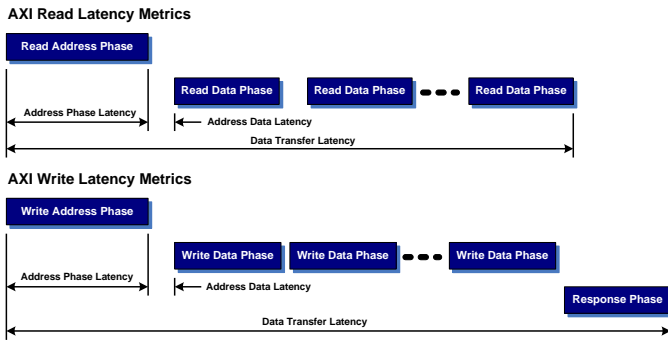 AXI Read Latency Metrics
Read Address Phase
Read Data Phase Read Data Phase Read Data Phase
Address Phase Latency
Address Data Latency
Data Transfer Latency
AXI Write Latency Metrics
Write Address Phase
Write Data Phase Write Data Phase Write Data Phase
Address Phase Latency
Address Data Latency
Response Phase
Data Transfer Latency